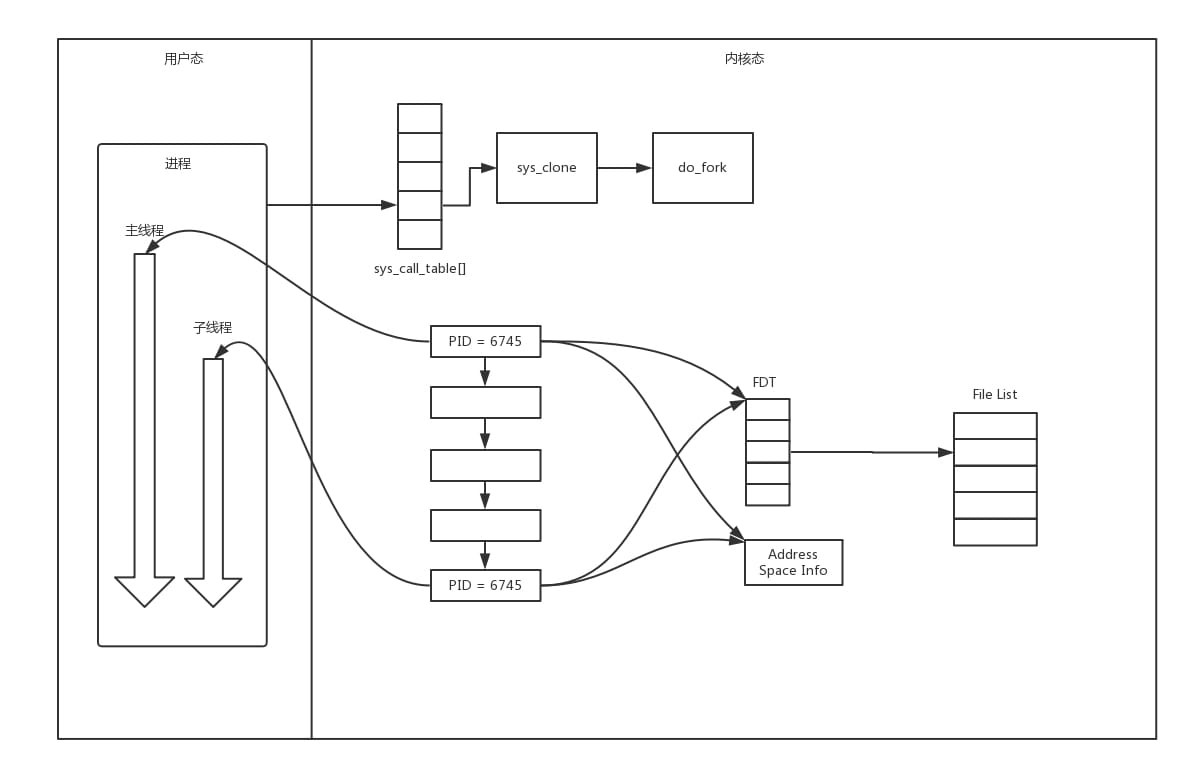 用户态
内核态
进程
sys_clone
do_fork
主线程
sys_call_table[]
子线程
PID = 6745
FDT
File List
Address
Space Info
PID = 6745